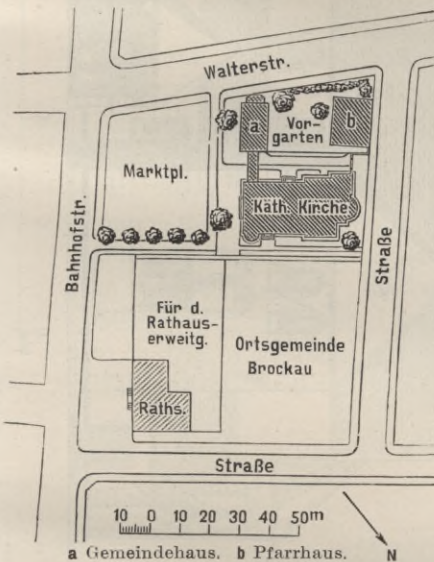 Walterstr.
a
Vor-
garten
b
Marktpl.
Kath. Kirche
Bahnhofstr.
Straße
Für d.
Rathaus-
erweitg.
Ortsgemeinde
Brockau
Raths.
Straße
10 0 10 20 30 40 50m
N
a Gemeindehaus. b Pfarrhaus.